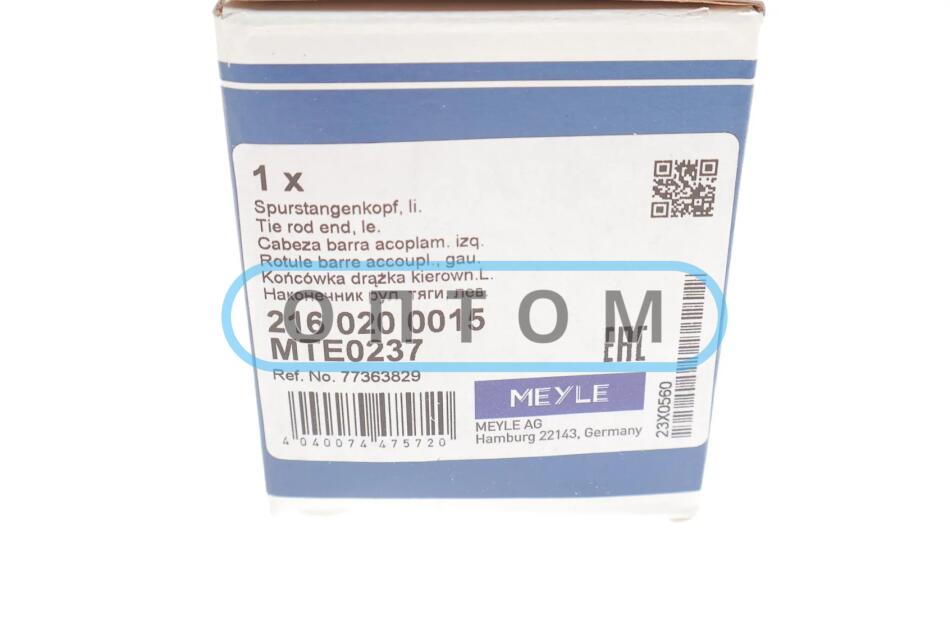 1 x
Spurstangenkopf, li.
Tie rod end, le.
Cabeza barra acoplam. izq.
Rotule barre accoupl., gau.
Końcówka drążka kierown.L.
Наконечник рул. тяги, лев.
216 020 0015
MTE0237
Ref. No. 77363829
4 040074 475720
EAC
MEYLE
MEYLE AG
Hamburg 22143, Germany
23X0560
ОПТОМ